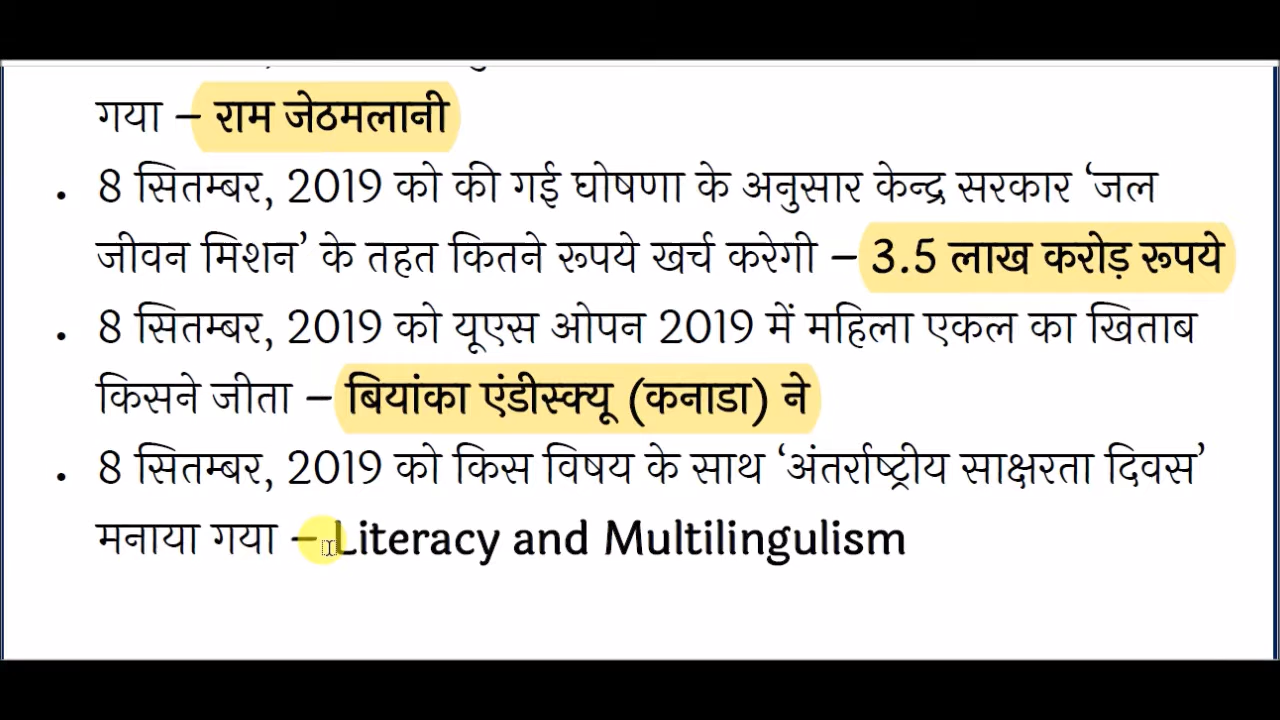 गया – राम जेठमलानी
• 8 सितम्बर, 2019 को की गई घोषणा के अनुसार केन्द्र सरकार ‘जल
जीवन मिशन’ के तहत कितने रूपये खर्च करेगी – 3.5 लाख करोड़ रूपये
• 8 सितम्बर, 2019 को यूएस ओपन 2019 में महिला एकल का खिताब
किसने जीता – बियांका एंडीस्क्यू (कनाडा) ने
• 8 सितम्बर, 2019 को किस विषय के साथ ‘अंतर्राष्ट्रीय साक्षरता दिवस’
मनाया गया – Literacy and Multilingulism